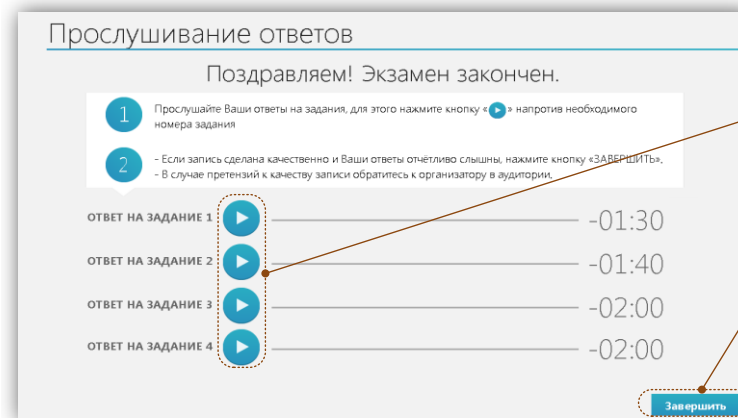 Прослушивание ответов
Поздравляем! Экзамен закончен.
1 Прослушайте Ваши ответы на задания, для этого нажмите кнопку « » напротив необходимого
номера задания
2 - Если запись сделана качественно и Ваши ответы отчётливо слышны, нажмите кнопку «ЗАВЕРШИТЬ».
- В случае претензий к качеству записи обратитесь к организатору в аудитории.
ОТВЕТ НА ЗАДАНИЕ 1 -01:30
ОТВЕТ НА ЗАДАНИЕ 2 -01:40
ОТВЕТ НА ЗАДАНИЕ 3 -02:00
ОТВЕТ НА ЗАДАНИЕ 4 -02:00
Завершить